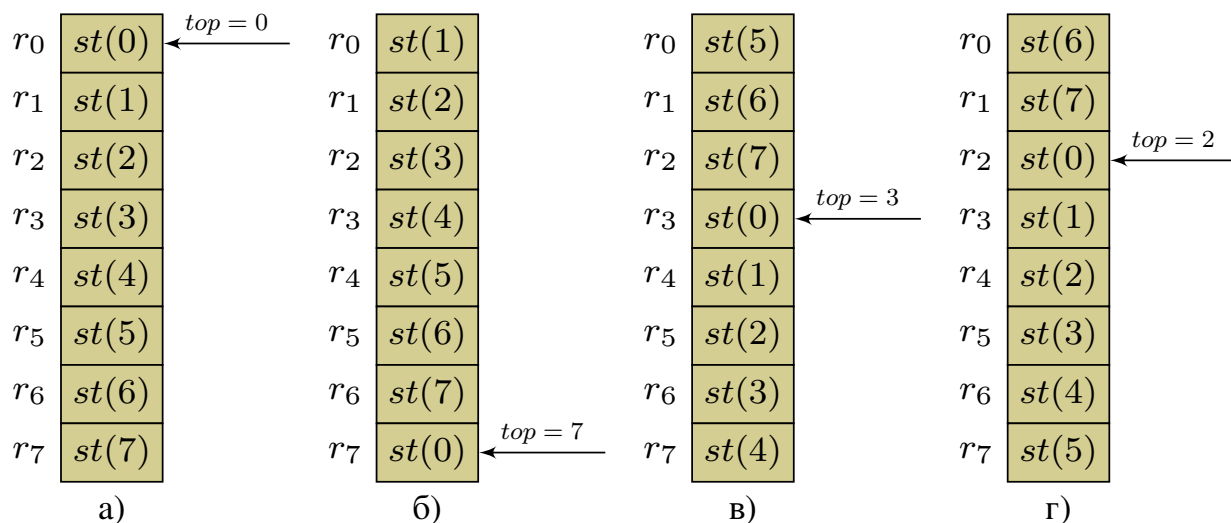 r0 st(0) top = 0 r0 st(1) r0 st(5) r0 st(6)
r1 st(1) r1 st(2) r1 st(6) r1 st(7)
r2 st(2) r2 st(3) r2 st(7) r2 st(0) top = 2
r3 st(3) r3 st(4) r3 st(0) top = 3 r3 st(1)
r4 st(4) r4 st(5) r4 st(1) r4 st(2)
r5 st(5) r5 st(6) r5 st(2) r5 st(3)
r6 st(6) r6 st(7) r6 st(3) r6 st(4)
r7 st(7) r7 st(0) top = 7 r7 st(4) r7 st(5)
а) б) в) г)